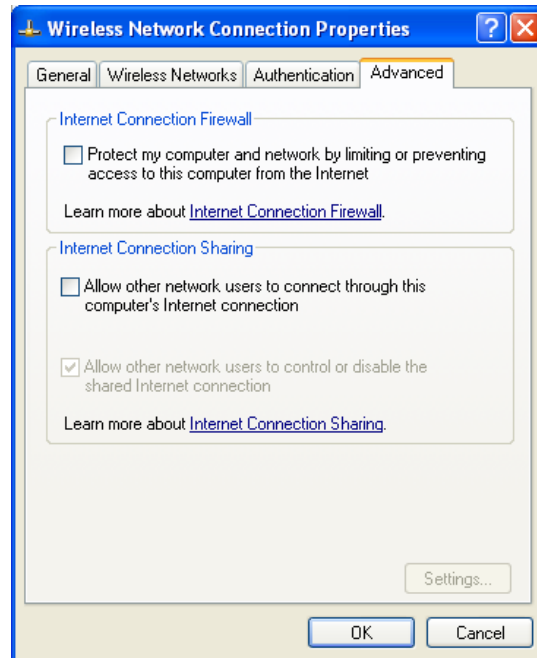 Wireless Network Connection Properties
General Wireless Networks Authentication Advanced
Internet Connection Firewall
Protect my computer and network by limiting or preventing
access to this computer from the Internet
Learn more about Internet Connection Firewall.
Internet Connection Sharing
Allow other network users to connect through this
computer's Internet connection
Allow other network users to control or disable the
shared Internet connection
Learn more about Internet Connection Sharing.
Settings...
OK Cancel